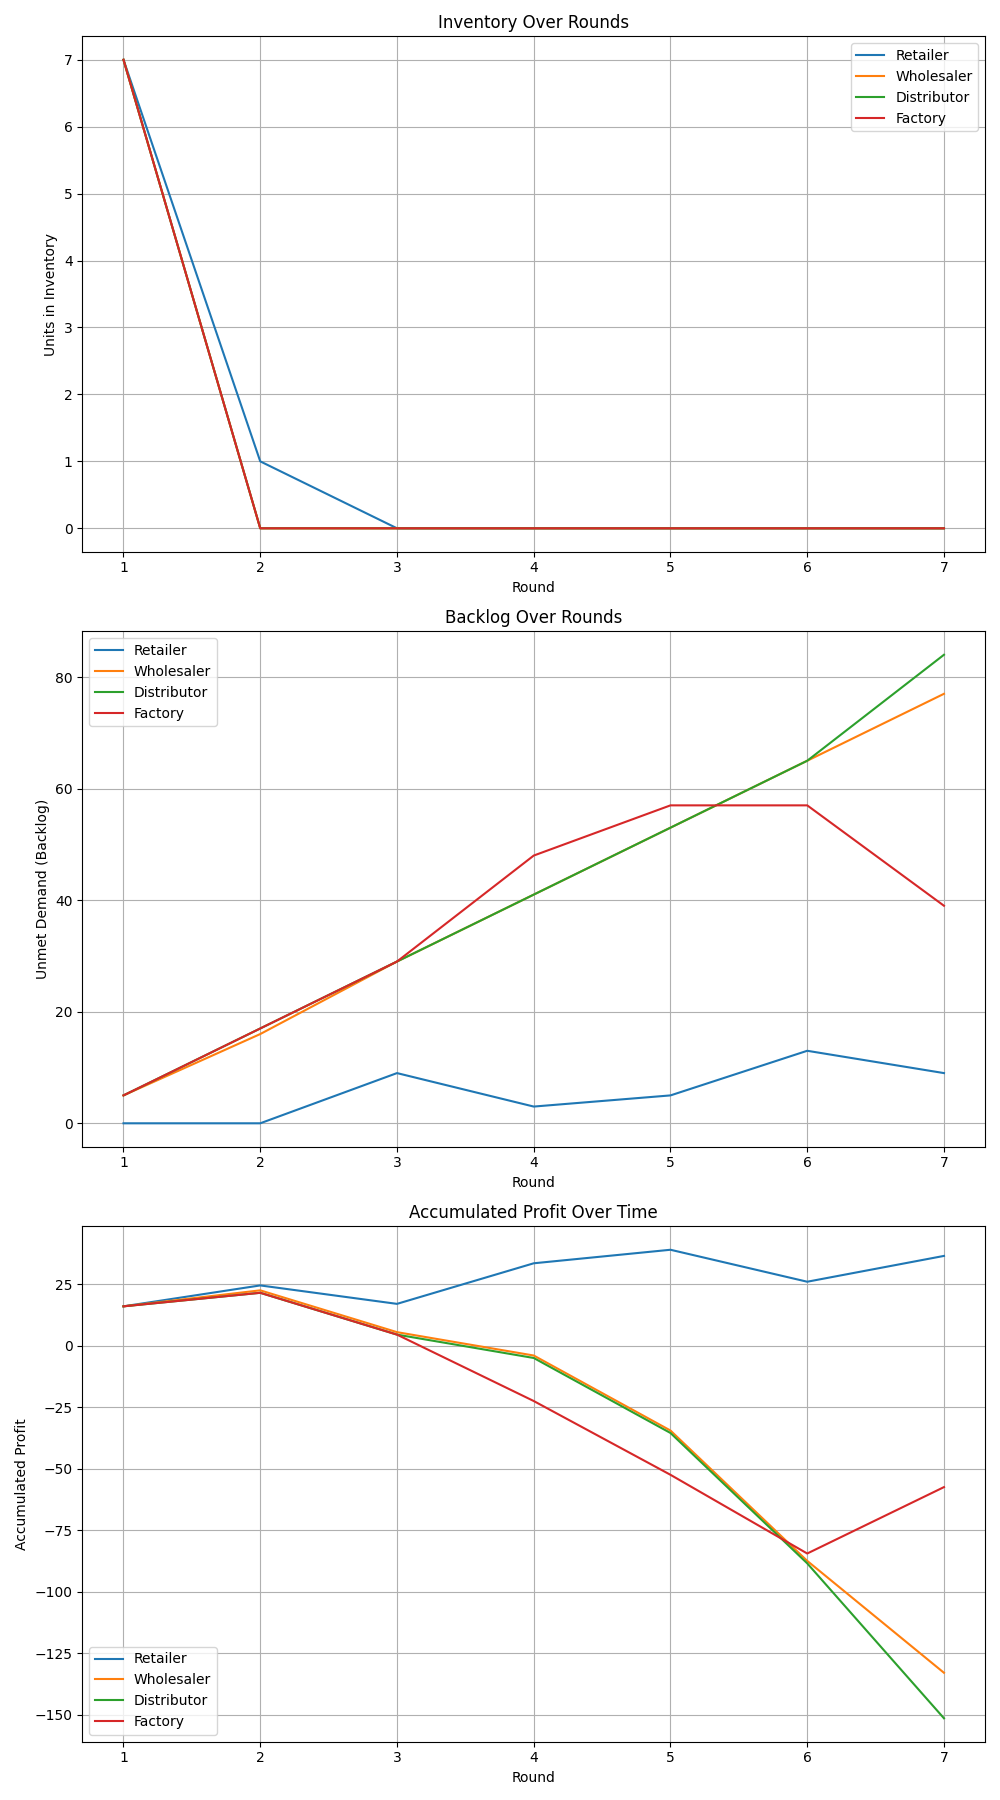 Inventory Over Rounds
Units in Inventory
7
6
5
4
3
2
1
0
Retailer
Wholesaler
Distributor
Factory
1 2 3 4 5 6 7
Round
Backlog Over Rounds
Unmet Demand (Backlog)
80
60
40
20
0
Retailer
Wholesaler
Distributor
Factory
1 2 3 4 5 6 7
Round
Accumulated Profit Over Time
Accumulated Profit
25
0
−25
−50
−75
−100
−125
−150
Retailer
Wholesaler
Distributor
Factory
1 2 3 4 5 6 7
Round